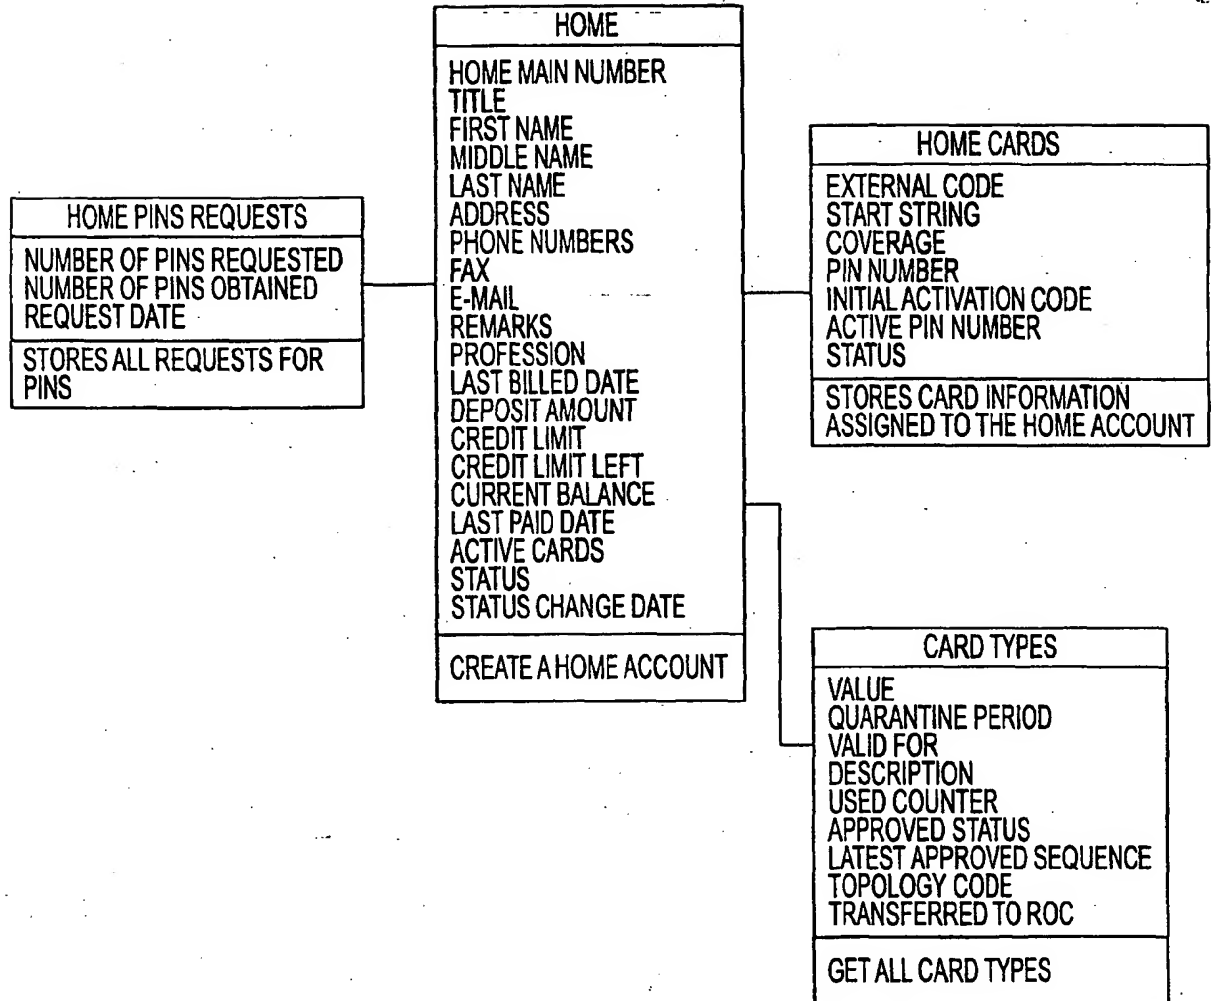 HOME
HOME MAIN NUMBER
TITLE
FIRST NAME
MIDDLE NAME
LAST NAME
ADDRESS
PHONE NUMBERS
FAX
E-MAIL
REMARKS
PROFESSION
LAST BILLED DATE
DEPOSIT AMOUNT
CREDIT LIMIT
CREDIT LIMIT LEFT
CURRENT BALANCE
LAST PAID DATE
ACTIVE CARDS
STATUS
STATUS CHANGE DATE
CREATE A HOME ACCOUNT
HOME PINS REQUESTS
NUMBER OF PINS REQUESTED
NUMBER OF PINS OBTAINED
REQUEST DATE
STORES ALL REQUESTS FOR
PINS
HOME CARDS
EXTERNAL CODE
START STRING
COVERAGE
PIN NUMBER
INITIAL ACTIVATION CODE
ACTIVE PIN NUMBER
STATUS
STORES CARD INFORMATION
ASSIGNED TO THE HOME ACCOUNT
CARD TYPES
VALUE
QUARANTINE PERIOD
VALID FOR
DESCRIPTION
USED COUNTER
APPROVED STATUS
LATEST APPROVED SEQUENCE
TOPOLOGY CODE
TRANSFERRED TO ROC
GET ALL CARD TYPES